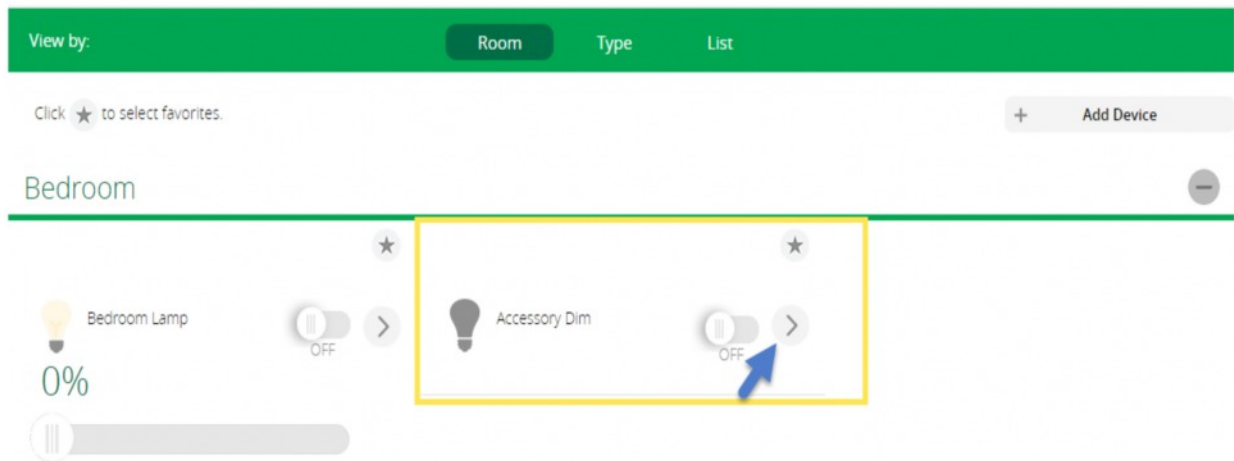 View by:
Room
Type
List
Click ★ to select favorites.
+ Add Device
Bedroom
Bedroom Lamp
OFF
Accessory Dim
OFF
0%